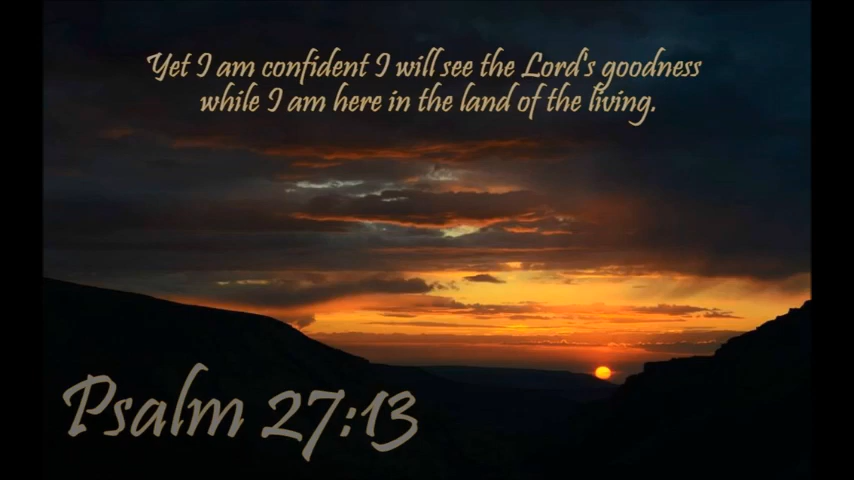 Yet I am confident I will see the Lord's goodness
while I am here in the land of the living.
Psalm 27:13